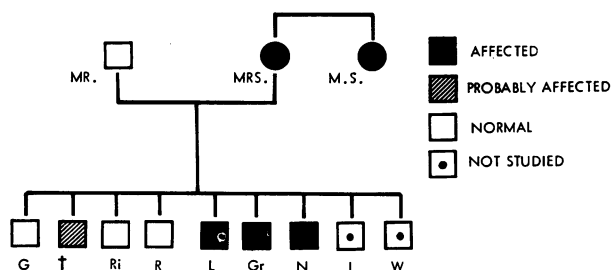 MR.
MRS.
M.S.
AFFECTED
PROBABLY AFFECTED
NORMAL
NOT STUDIED
G † Ri R L Gr N I W